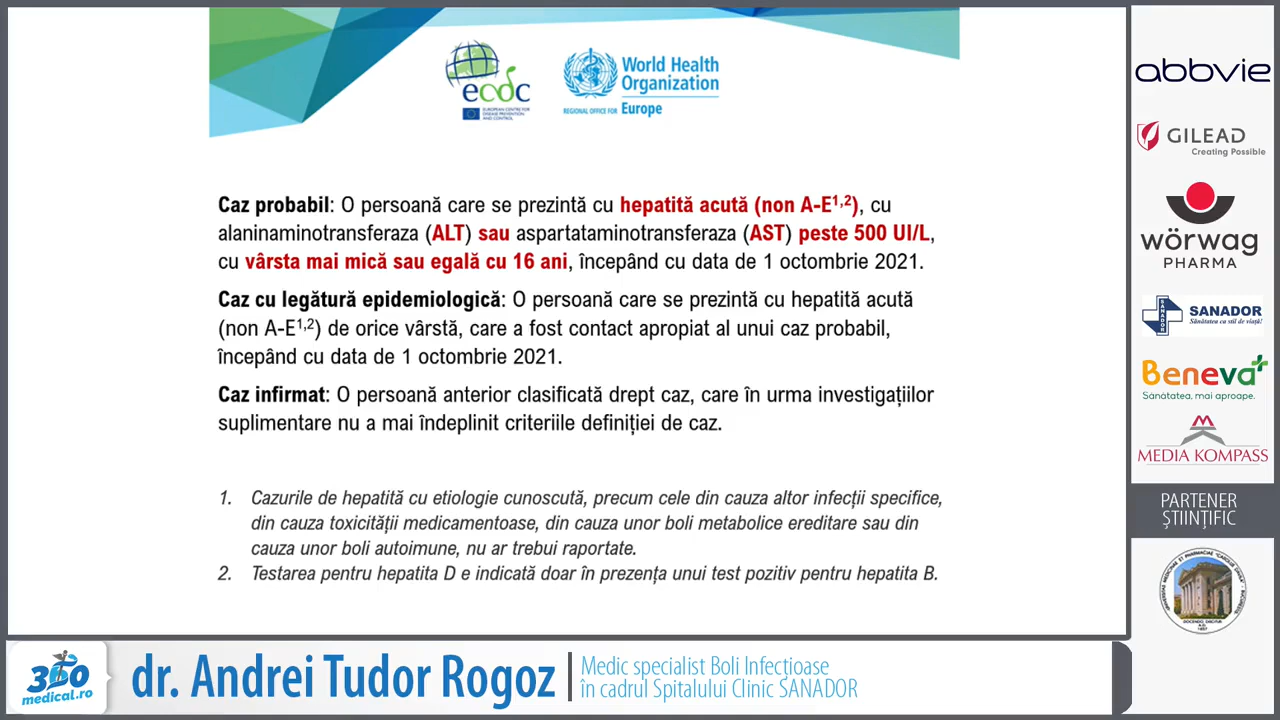 ecdc
EUROPEAN CENTRE FOR
DISEASE PREVENTION
AND CONTROL
World Health
Organization
REGIONAL OFFICE FOR Europe
Caz probabil: O persoană care se prezintă cu hepatită acută (non A-E1,2), cu
alaninaminotransferaza (ALT) sau aspartataminotransferaza (AST) peste 500 UI/L,
cu vârsta mai mică sau egală cu 16 ani, începând cu data de 1 octombrie 2021.
Caz cu legătură epidemiologică: O persoană care se prezintă cu hepatită acută
(non A-E1,2) de orice vârstă, care a fost contact apropiat al unui caz probabil,
începând cu data de 1 octombrie 2021.
Caz infirmat: O persoană anterior clasificată drept caz, care în urma investigațiilor
suplimentare nu a mai îndeplinit criteriile definiției de caz.
1. Cazurile de hepatită cu etiologie cunoscută, precum cele din cauza altor infecții specifice,
din cauza toxicității medicamentoase, din cauza unor boli metabolice ereditare sau din
cauza unor boli autoimune, nu ar trebui raportate.
2. Testarea pentru hepatita D e indicată doar în prezența unui test pozitiv pentru hepatita B.
abbvie
GILEAD
Creating Possible
wörwag
PHARMA
SANADOR
Sănătatea ca stil de viață!
Beneva
Sănătatea, mai aproape.
MEDIA KOMPASS
PARTENER
ȘTIINȚIFIC
360
medical.ro
dr. Andrei Tudor Rogoz
Medic specialist Boli Infecțioase
în cadrul Spitalului Clinic SANADOR